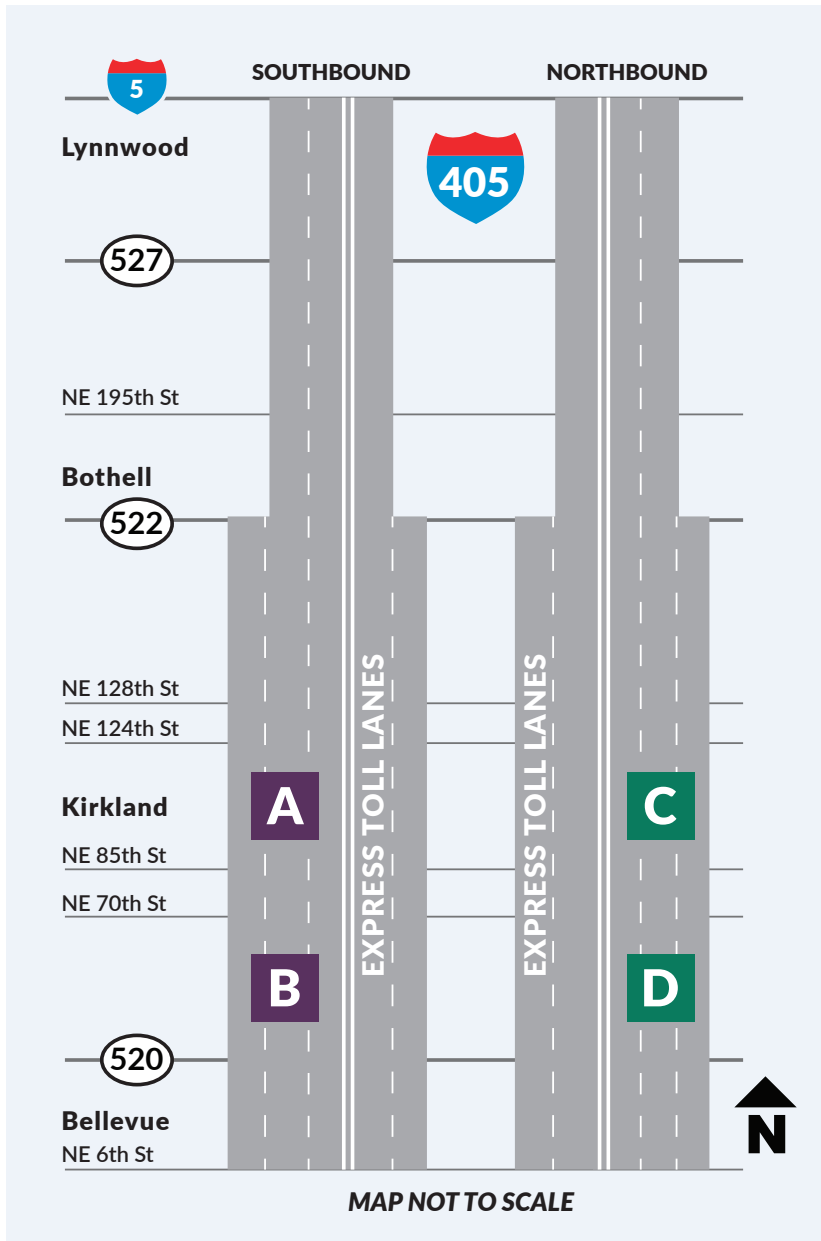 SOUTHBOUND NORTHBOUND
5
Lynnwood
405
527
NE 195th St
Bothell
522
NE 128th St
NE 124th St
EXPRESS TOLL LANES
EXPRESS TOLL LANES
A
C
Kirkland
NE 85th St
NE 70th St
B
D
520
Bellevue
N
NE 6th St
MAP NOT TO SCALE